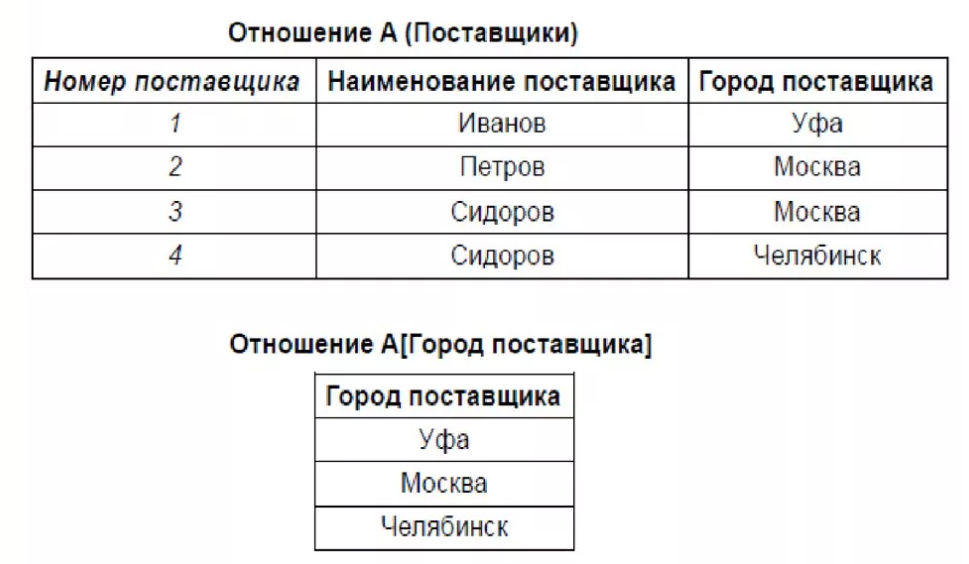 Отношение A (Поставщики)
Номер поставщика Наименование поставщика Город поставщика
1 Иванов Уфа
2 Петров Москва
3 Сидоров Москва
4 Сидоров Челябинск
Отношение A[Город поставщика]
Город поставщика
Уфа
Москва
Челябинск